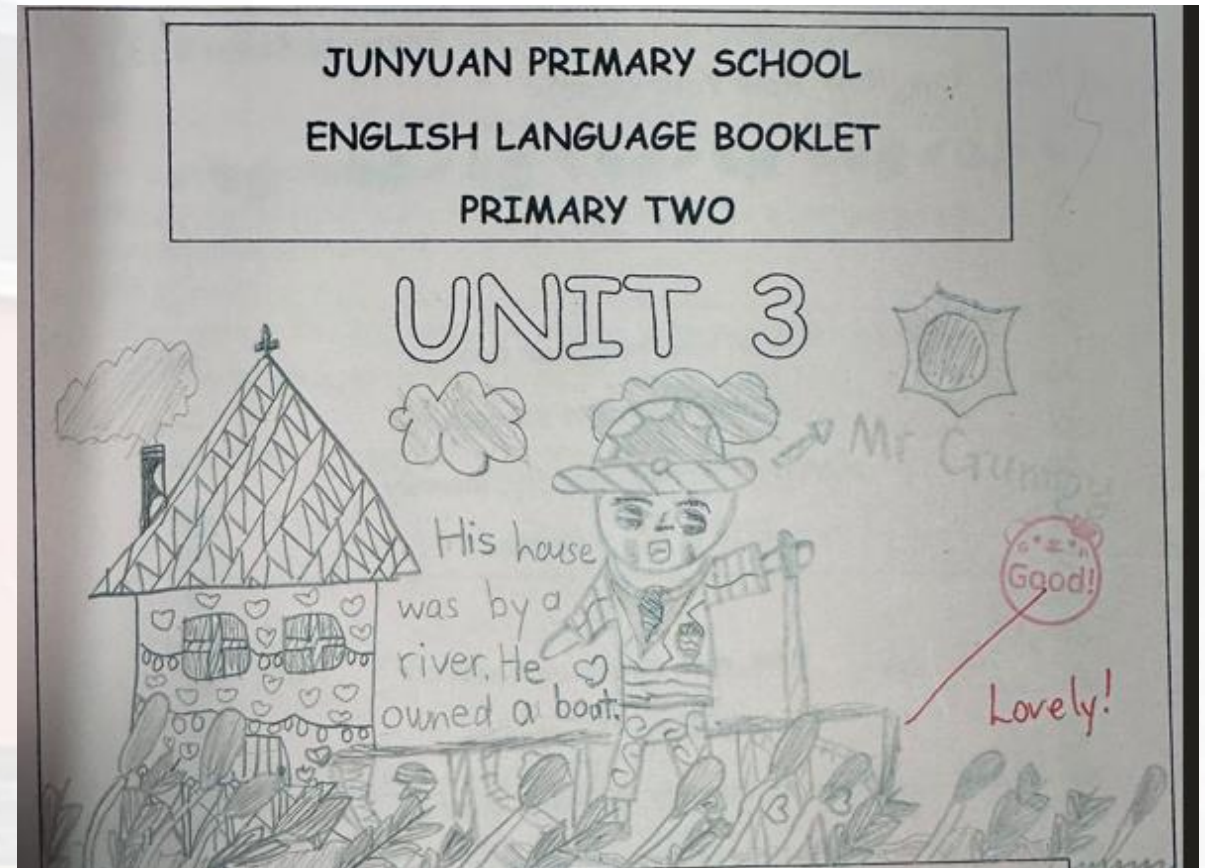 JUNYUAN PRIMARY SCHOOL
ENGLISH LANGUAGE BOOKLET
PRIMARY TWO
UNIT 3
Mr Gumpy
His house
was by a
river. He
owned a boat.
Good!
Lovely!